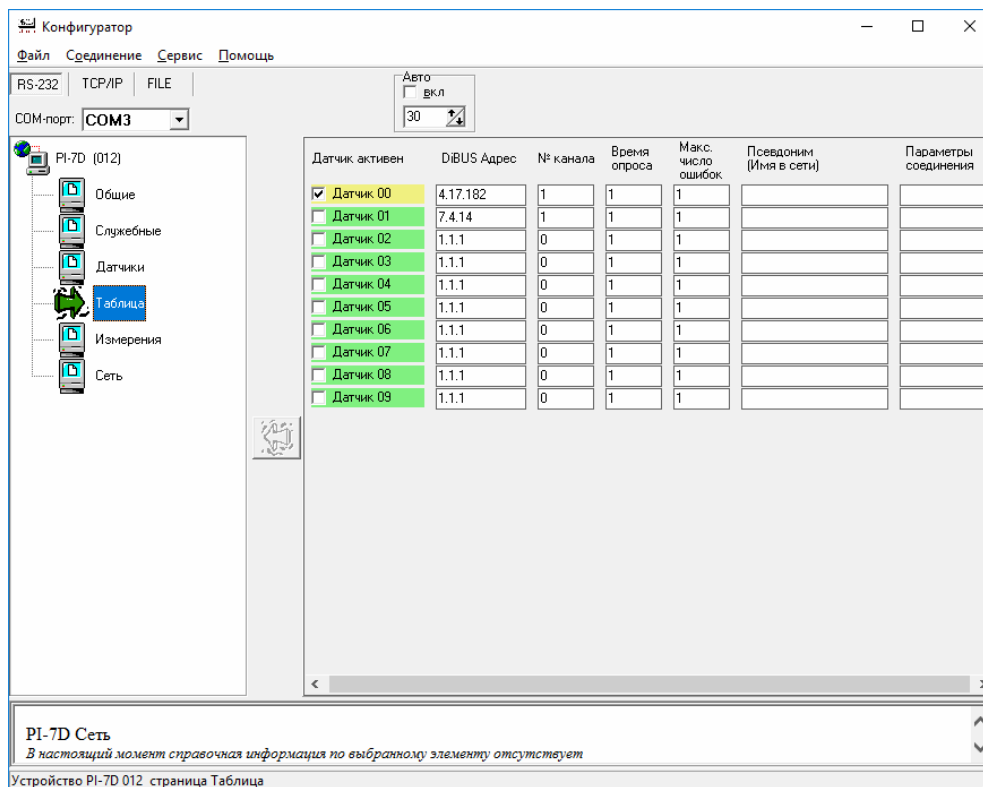 Конфигуратор
Файл Соединение Сервис Помощь
RS-232 TCP/IP FILE
Авто
вкл
30
COM-порт: COM3
PI-7D (012)
Общие
Служебные
Датчики
Таблица
Измерения
Сеть
Датчик активен DiBUS Адрес № канала Время опроса Макс. число ошибок Псевдоним (Имя в сети) Параметры соединения
Датчик 00 4.17.182 1 1 1
Датчик 01 7.4.14 1 1 1
Датчик 02 1.1.1 0 1 1
Датчик 03 1.1.1 0 1 1
Датчик 04 1.1.1 0 1 1
Датчик 05 1.1.1 0 1 1
Датчик 06 1.1.1 0 1 1
Датчик 07 1.1.1 0 1 1
Датчик 08 1.1.1 0 1 1
Датчик 09 1.1.1 0 1 1
PI-7D Сеть
В настоящий момент справочная информация по выбранному элементу отсутствует
Устройство PI-7D 012 страница Таблица